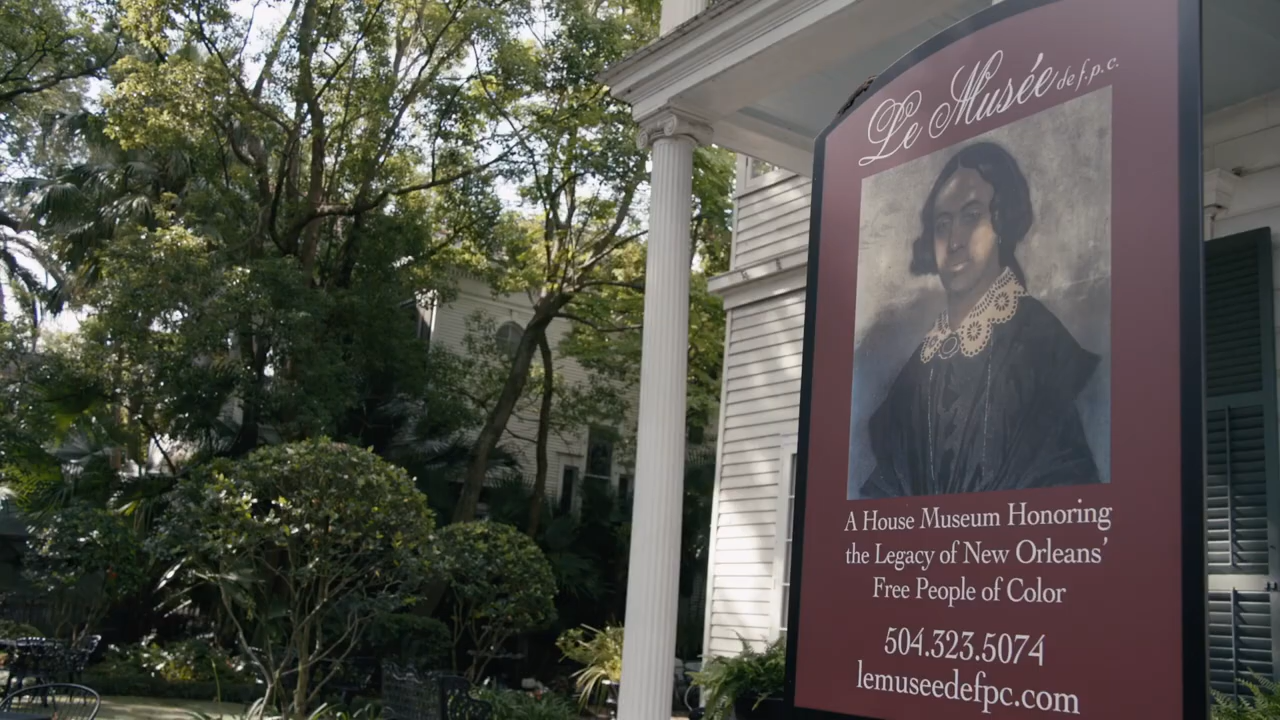 Le Musée de f.p.c.
A House Museum Honoring
the Legacy of New Orleans'
Free People of Color
504.323.5074
lemuseedefpc.com